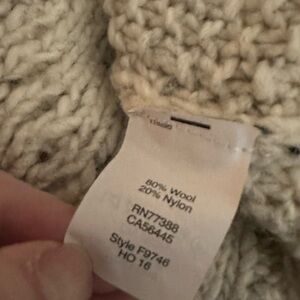 80% Wool
20% Nylon
RN77388
CA56445
Style F9746
HO 16